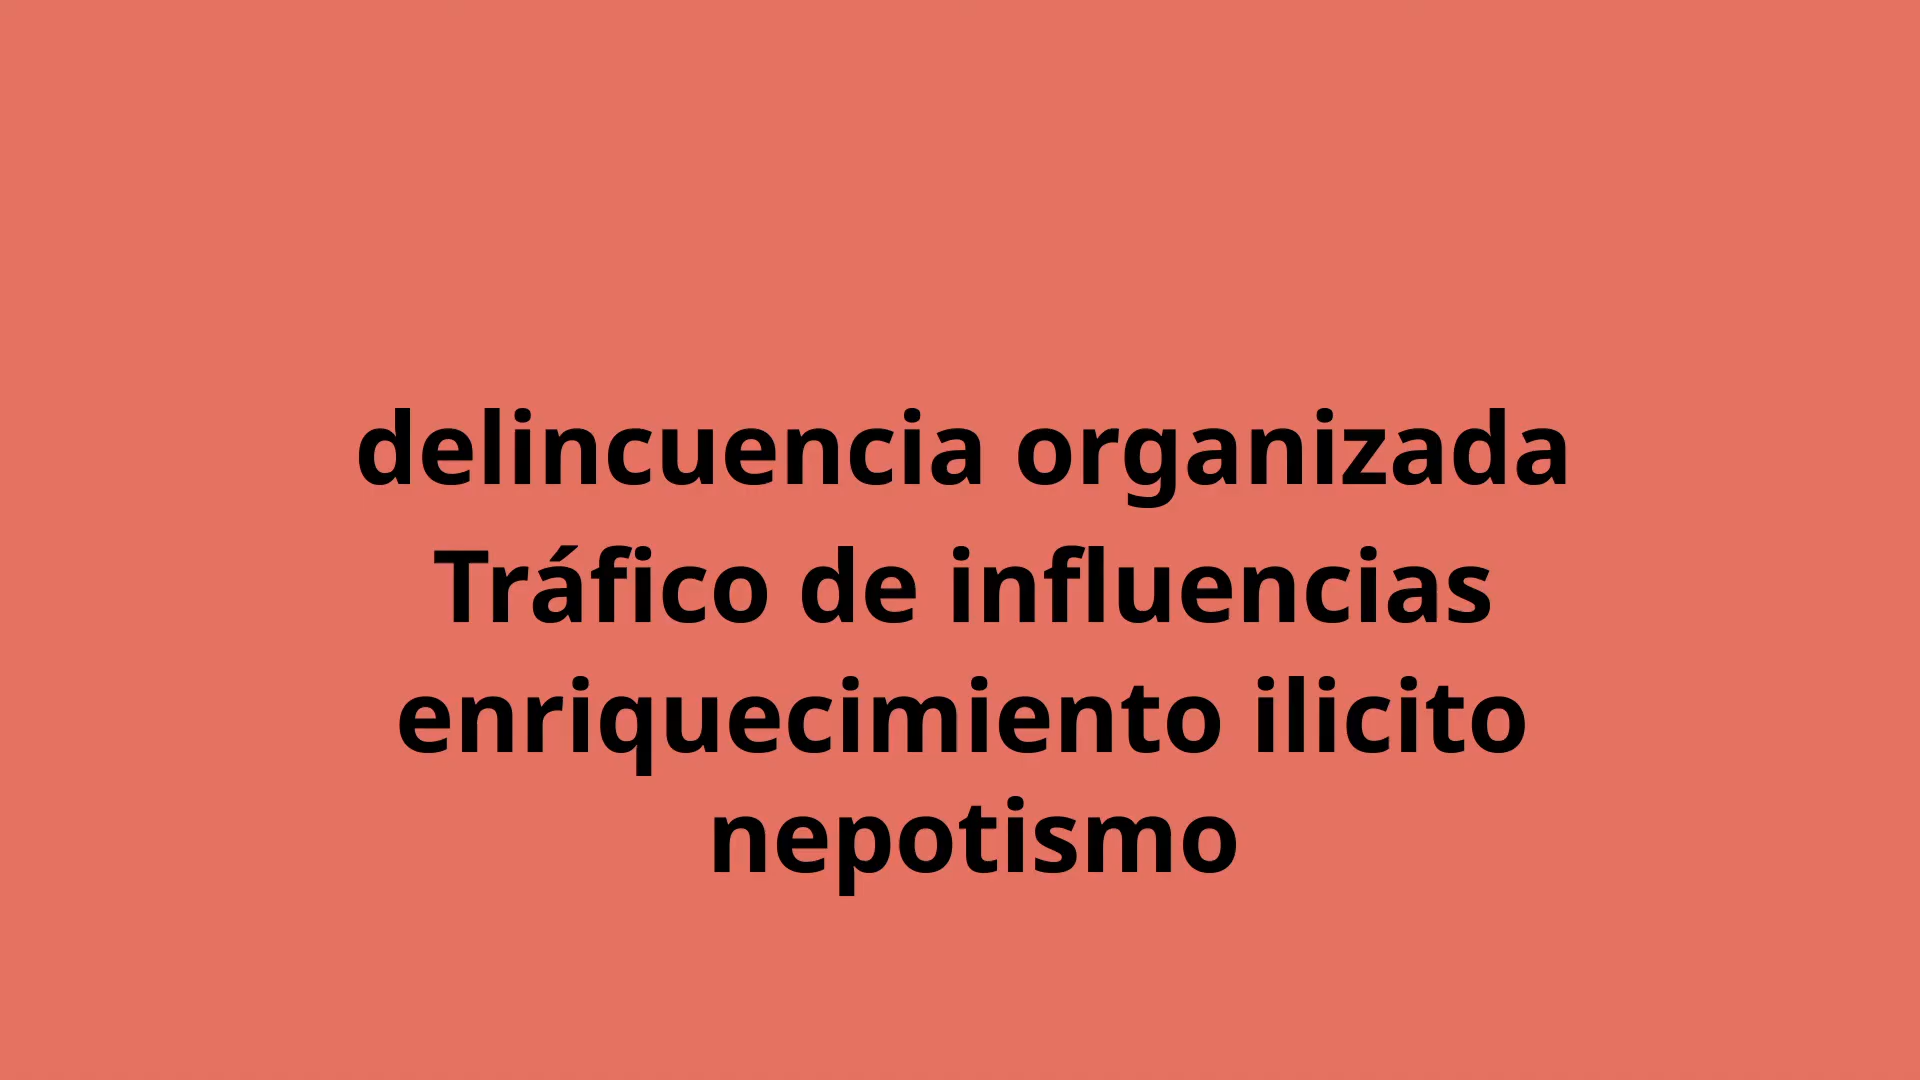 delincuencia organizada
Tráfico de influencias
enriquecimiento ilicito
nepotismo